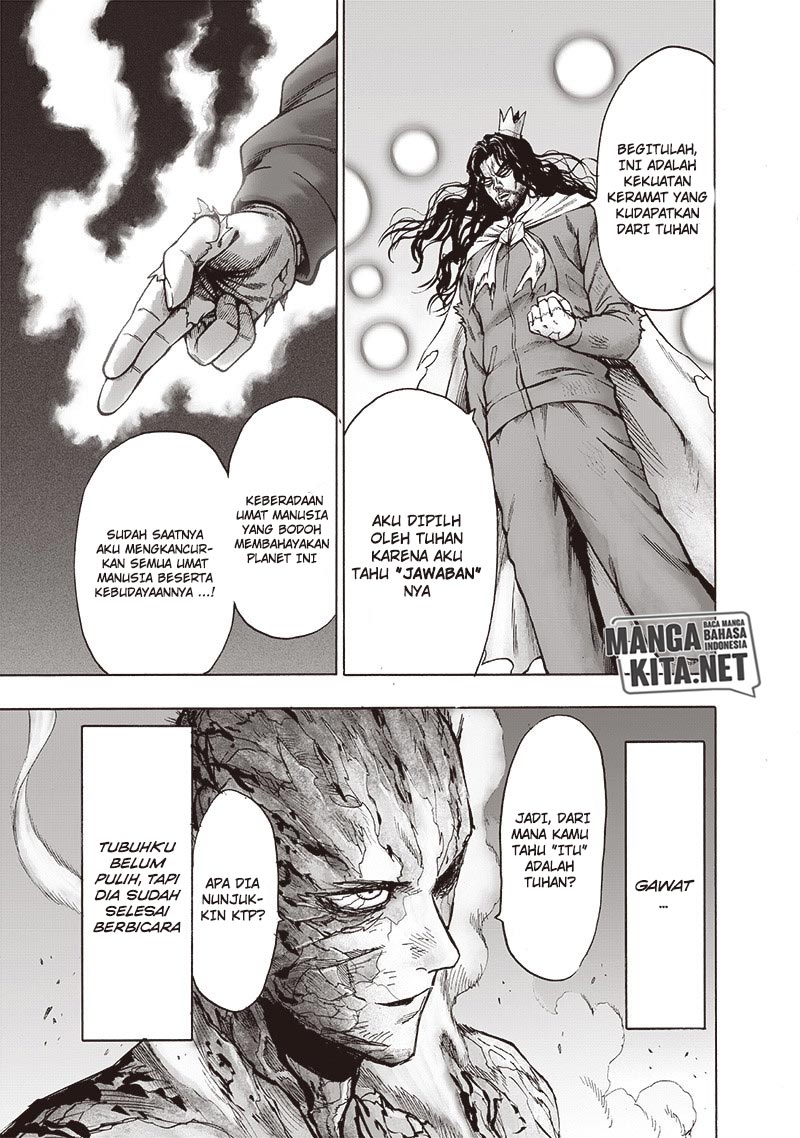 BEGITULAH,
INI ADALAH
KEKUATAN
KERAMAT YANG
KUDAPATKAN
DARI TUHAN
AKU DIPILH
OLEH TUHAN
KARENA AKU
TAHU "JAWABAN"
NYA
KEBERADAAN
UMAT MANUSIA
YANG BODOH
MEMBAHAYAKAN
PLANET INI
SUDAH SAATNYA
AKU MENGKANCUR-
KAN SEMUA UMAT
MANUSIA BESERTA
KEBUDAYAANNYA ...!
MANGA
KITA.NET
BACA MANGA
BAHASA
INDONESIA
GAWAT
...
JADI, DARI
MANA KAMU
TAHU "ITU"
ADALAH
TUHAN?
APA DIA
NUNJUK-
KIN KTP?
TUBUHKU
BELUM
PULIH, TAPI
DIA SUDAH
SELESAI
BERBICARA